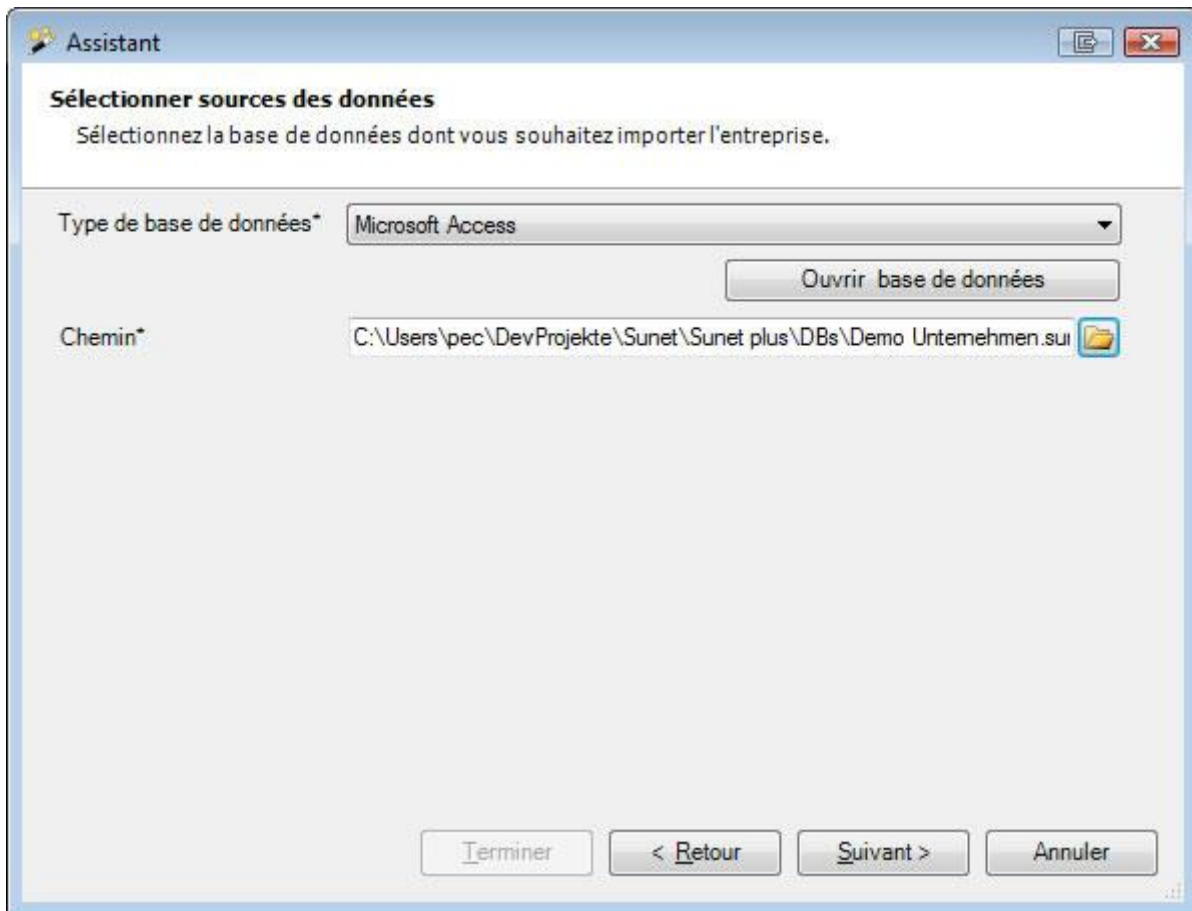 Assistant
Sélectionner sources des données
Sélectionnez la base de données dont vous souhaitez importer l'entreprise.
Type de base de données* Microsoft Access
Ouvrir base de données
Chemin* C:\Users\pec\DevProjekte\Sunet\Sunet plus\DBs\Demo Unternehmen.su
Terminer < Retour Suivant > Annuler